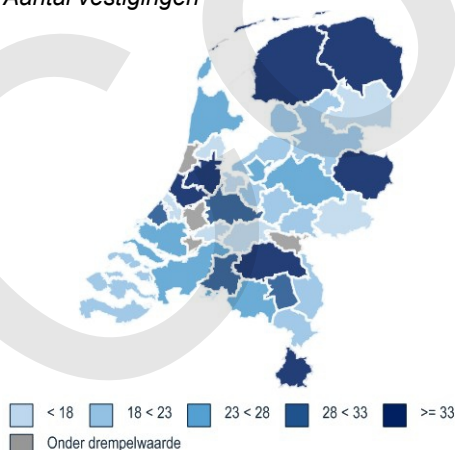 Aantal vestigingen
< 18 18 < 23 23 < 28 28 < 33 >= 33
Onder drempelwaarde